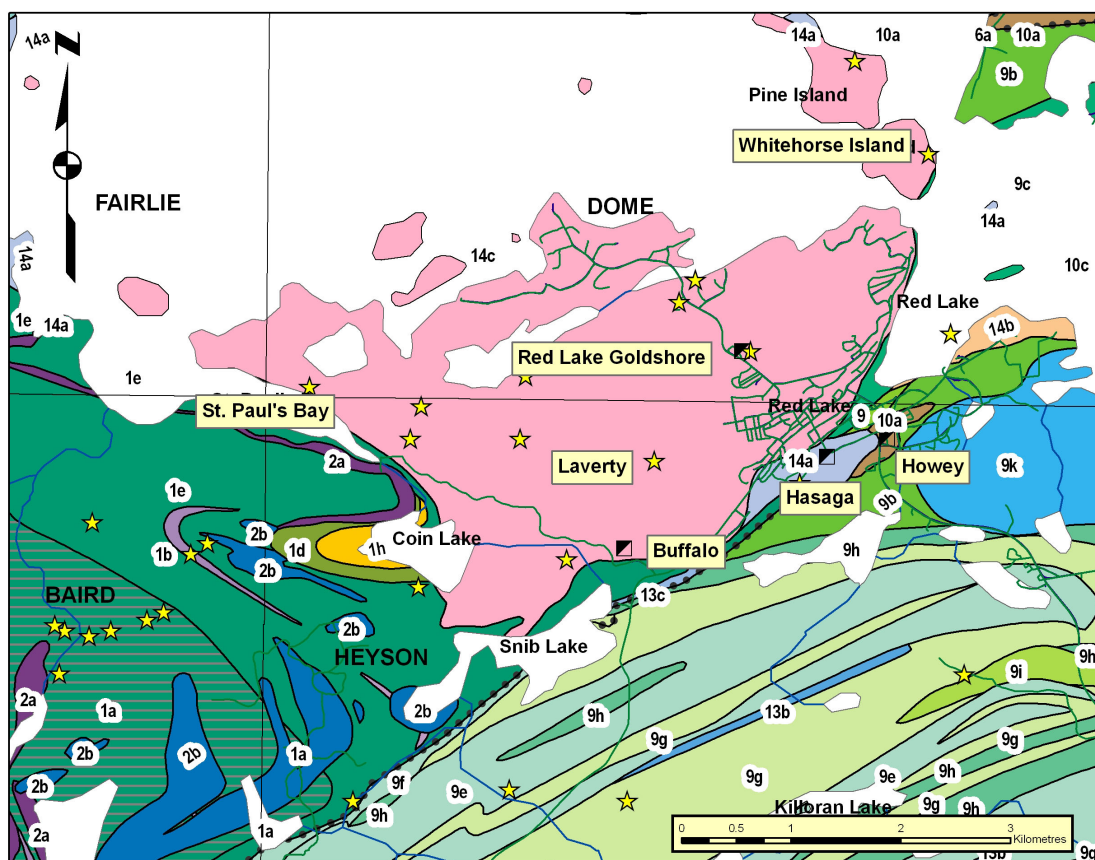 14a
10a
14a
6a
10a
N
9b
Pine Island
Whitehorse Island
FAIRLIE
DOME
9c
14a
14a
14c
10c
Red Lake
1e
14a
14b
Red Lake Goldshore
1e
St. Paul's Bay
Red Lake
9
10a
2a
Laverty
14a
Howey
9k
Hasaga
1e
9b
2b
1d
1h
Coin Lake
1b
2b
Buffalo
9h
BAIRD
13c
2b
HEYSON
Snib Lake
9h
9i
2a
1a
2b
9h
13b
2b
2b
1a
9g
9g
2b
9f
9g
9e
9h
9e
9h
Killoran Lake
9g
9h
2a
1a
0 0.5 1 2 3
Kilometres
13b
9g